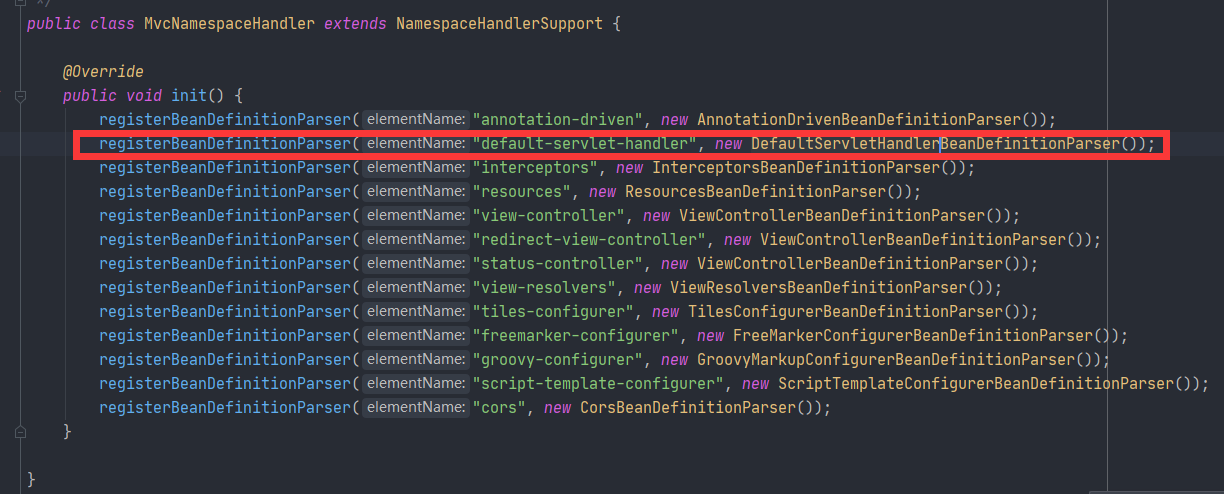 */
public class MvcNamespaceHandler extends NamespaceHandlerSupport {
@Override
public void init() {
registerBeanDefinitionParser( elementName: "annotation-driven", new AnnotationDrivenBeanDefinitionParser());
registerBeanDefinitionParser( elementName: "default-servlet-handler", new DefaultServletHandlerBeanDefinitionParser());
registerBeanDefinitionParser( elementName: "interceptors", new InterceptorsBeanDefinitionParser());
registerBeanDefinitionParser( elementName: "resources", new ResourcesBeanDefinitionParser());
registerBeanDefinitionParser( elementName: "view-controller", new ViewControllerBeanDefinitionParser());
registerBeanDefinitionParser( elementName: "redirect-view-controller", new ViewControllerBeanDefinitionParser());
registerBeanDefinitionParser( elementName: "status-controller", new ViewControllerBeanDefinitionParser());
registerBeanDefinitionParser( elementName: "view-resolvers", new ViewResolversBeanDefinitionParser());
registerBeanDefinitionParser( elementName: "tiles-configurer", new TilesConfigurerBeanDefinitionParser());
registerBeanDefinitionParser( elementName: "freemarker-configurer", new FreeMarkerConfigurerBeanDefinitionParser());
registerBeanDefinitionParser( elementName: "groovy-configurer", new GroovyMarkupConfigurerBeanDefinitionParser());
registerBeanDefinitionParser( elementName: "script-template-configurer", new ScriptTemplateConfigurerBeanDefinitionParser());
registerBeanDefinitionParser( elementName: "cors", new CorsBeanDefinitionParser());
}
}